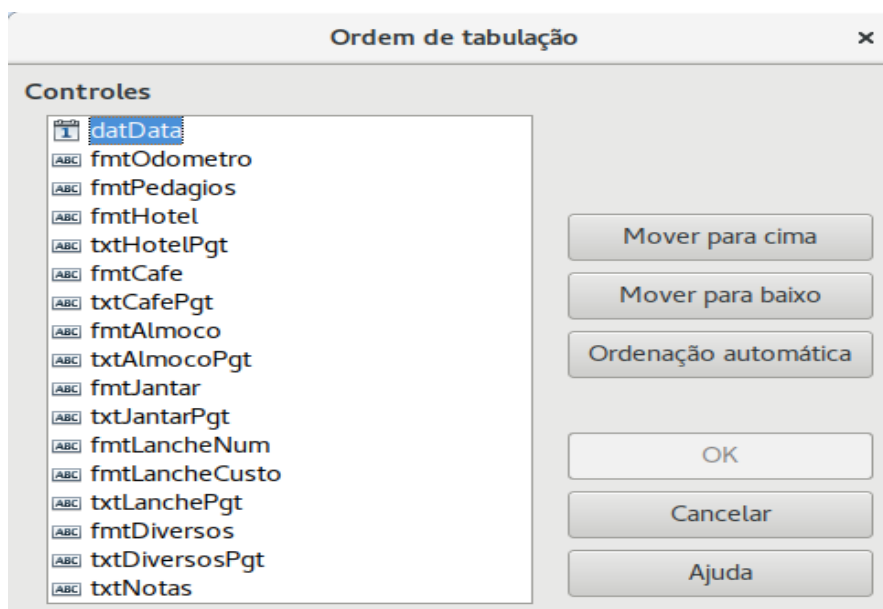 Ordem de tabulação
Controles
datData
fmtOdometro
fmtPedagios
fmtHotel
txtHotelPgt
fmtCafe
txtCafePgt
fmtAlmoco
txtAlmocoPgt
fmtJantar
txtJantarPgt
fmtLancheNum
fmtLancheCusto
txtLanchePgt
fmtDiversos
txtDiversosPgt
txtNotas
Mover para cima
Mover para baixo
Ordenação automática
OK
Cancelar
Ajuda